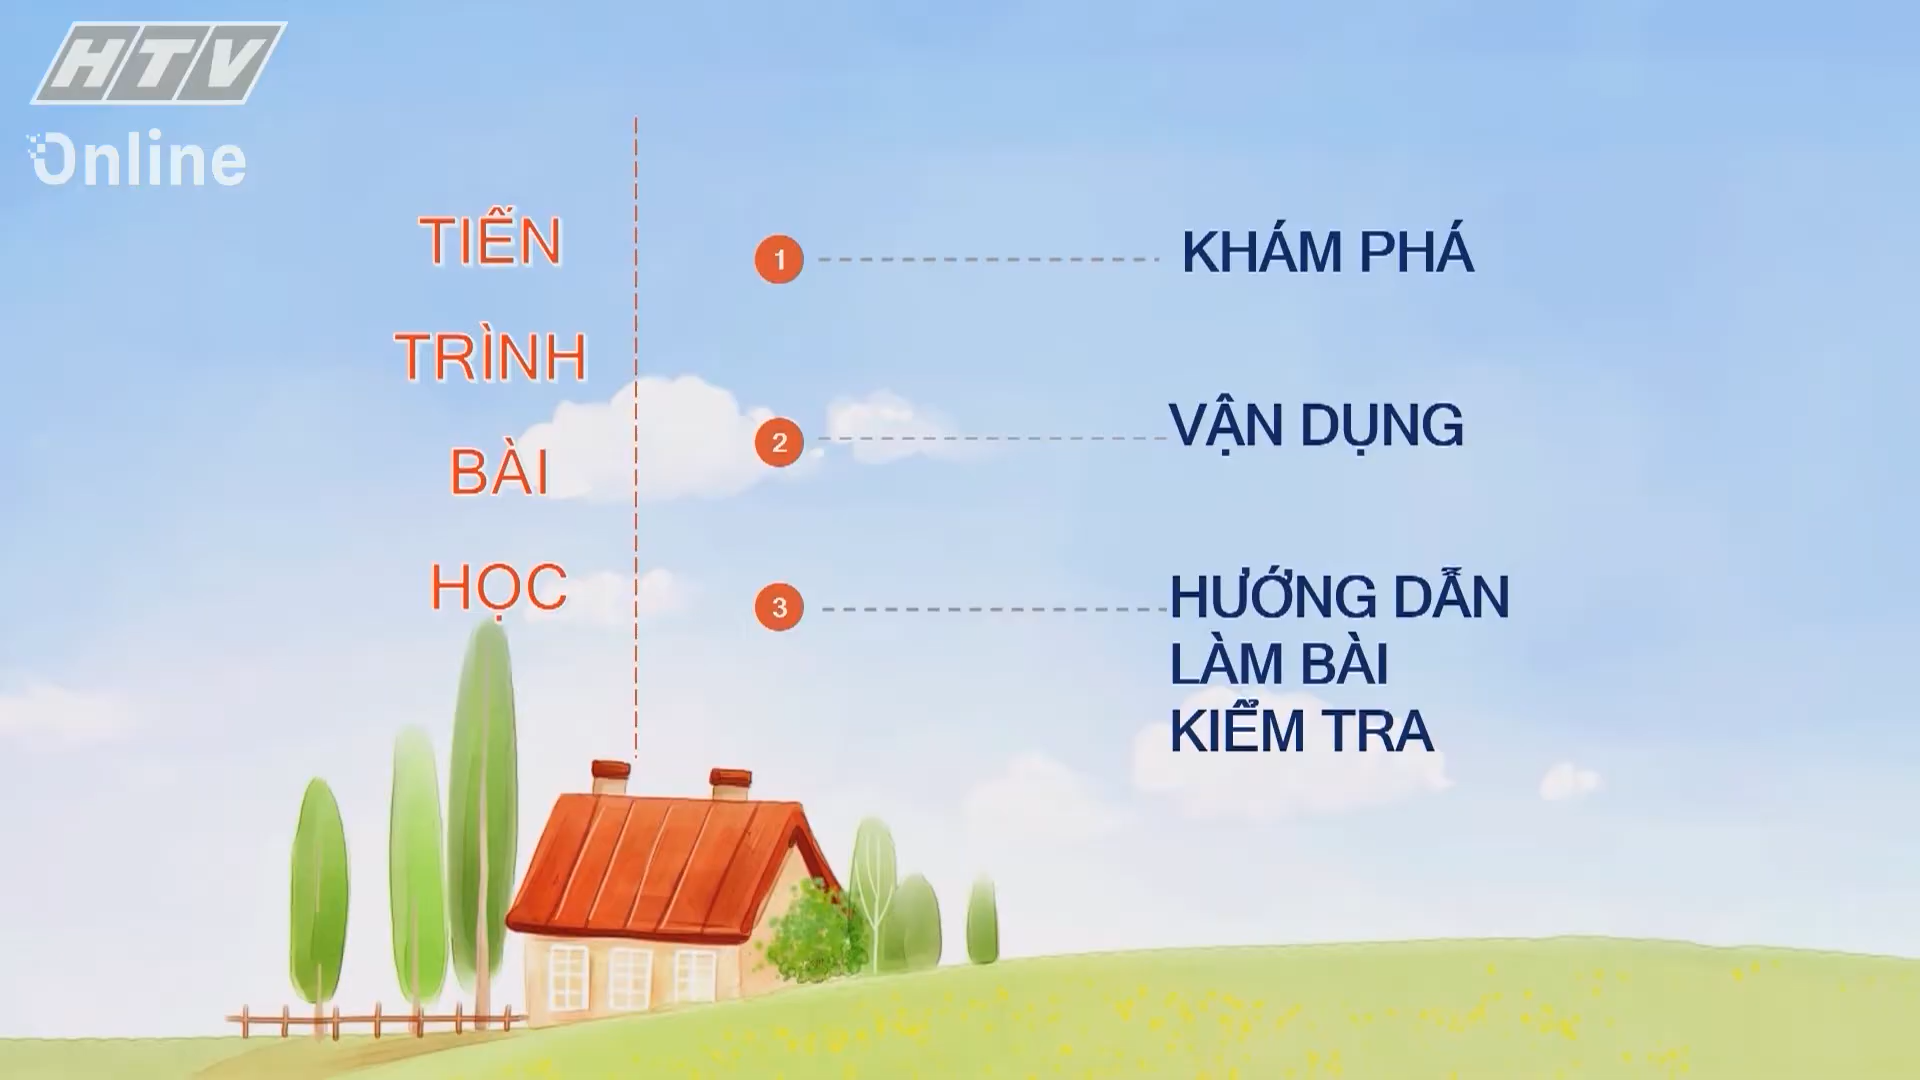 HTV
Online
TIẾN
TRÌNH
BÀI
HỌC
1
KHÁM PHÁ
2
VẬN DỤNG
3
HƯỚNG DẪN
LÀM BÀI
KIỂM TRA